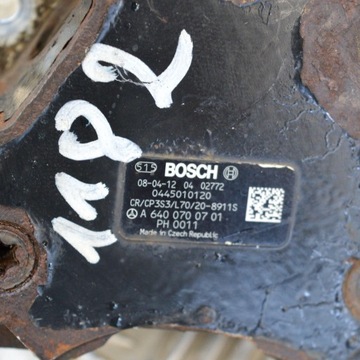 1182
515 BOSCH
08-04-12 04 02772
0445010120
CR/CP3S3/L70/20-8911S
A 640 070 07 01
PH 0011
Made in Czech Republic